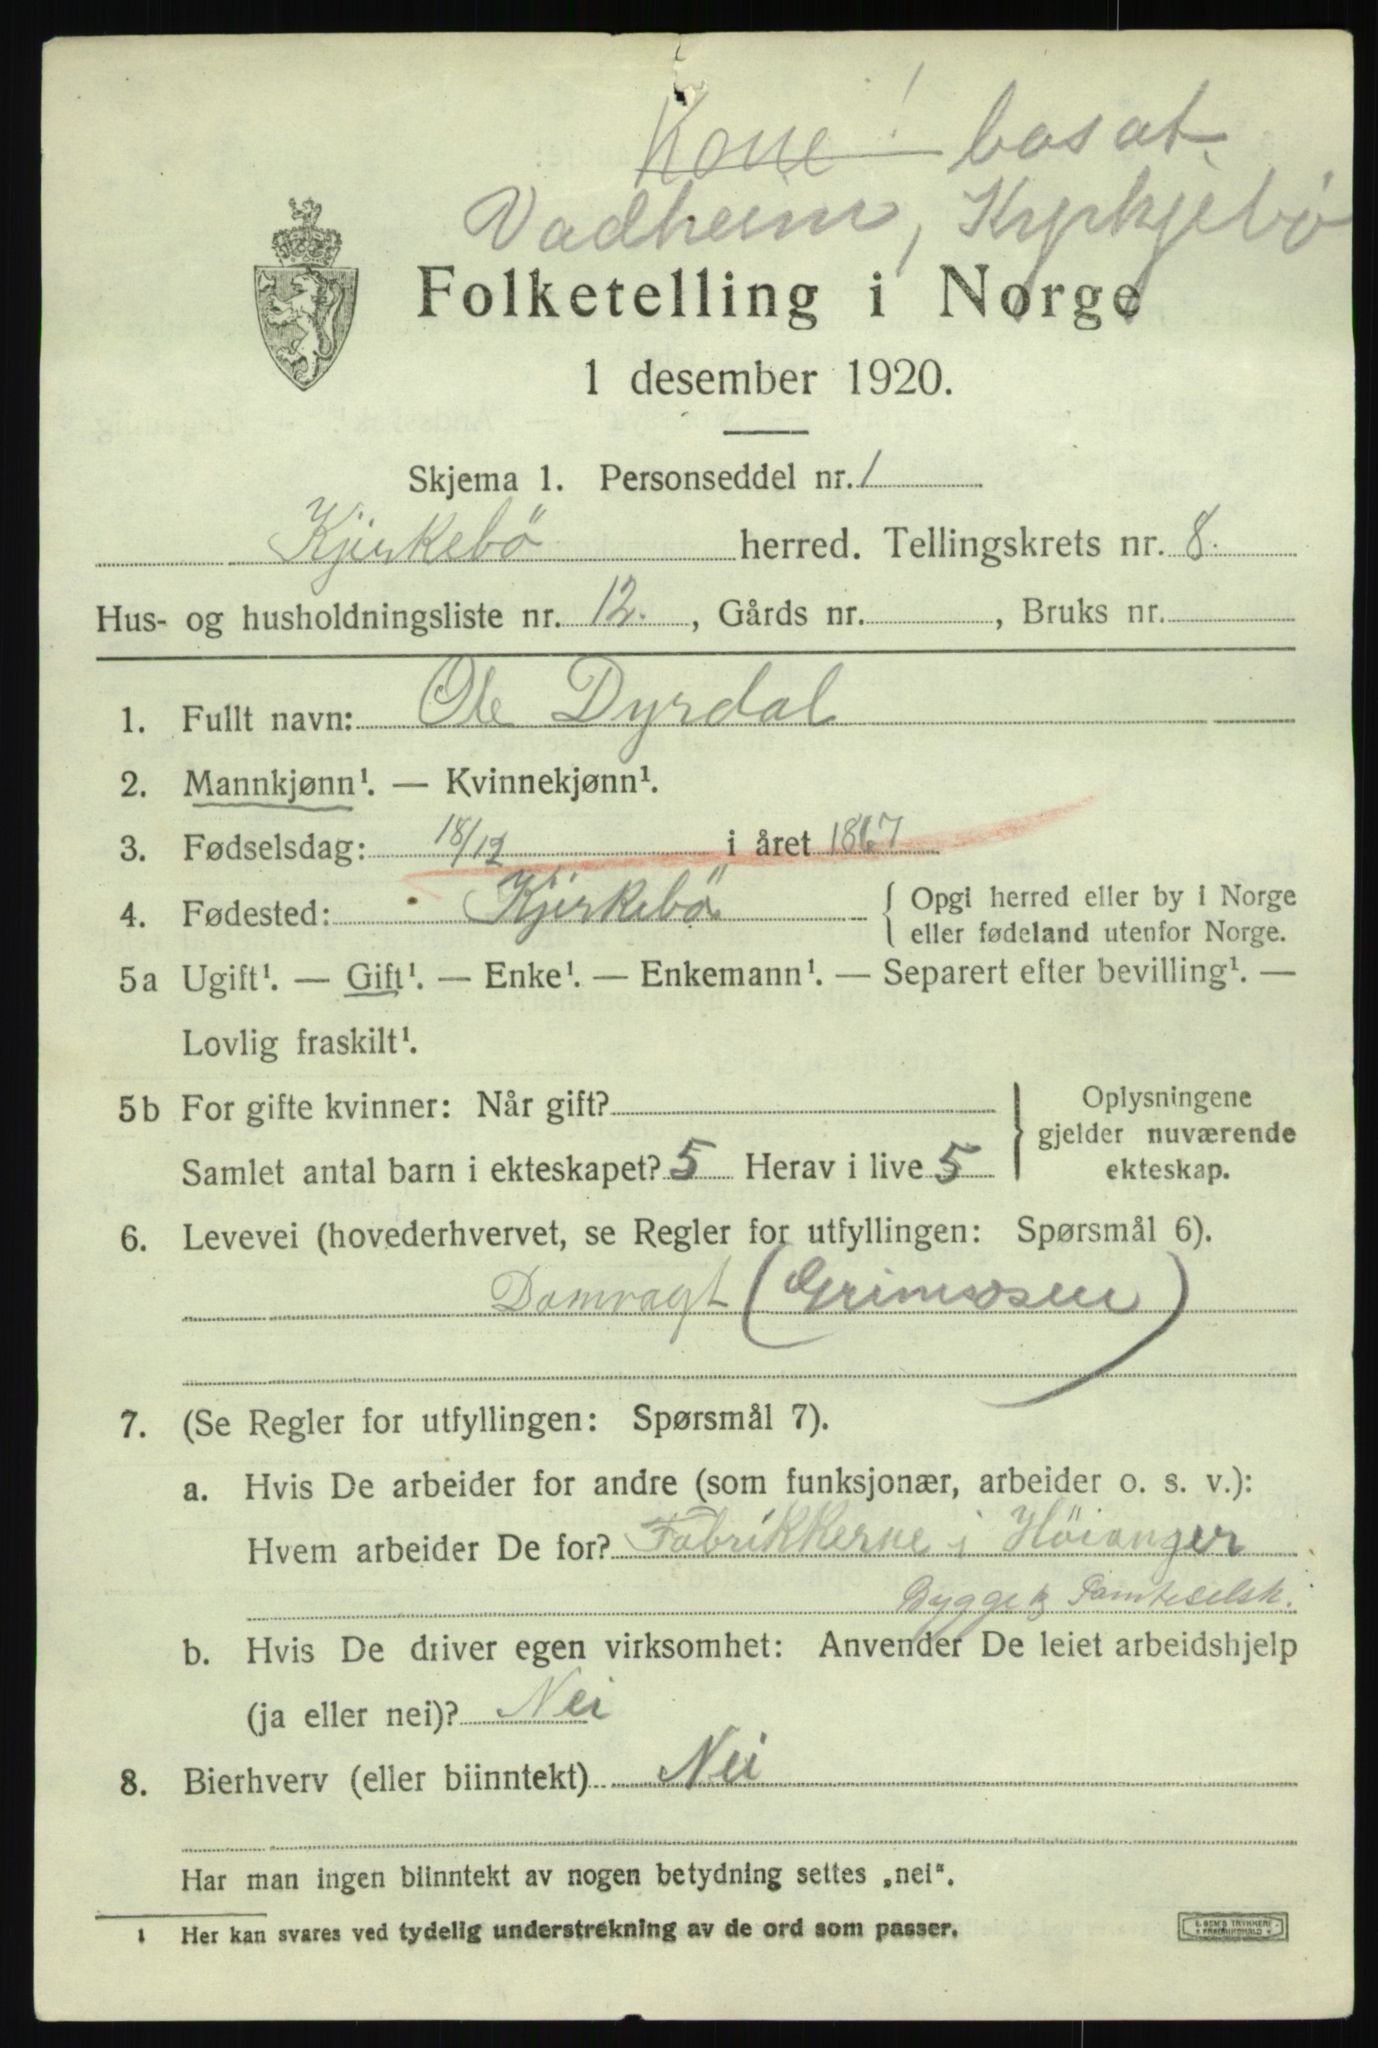 Kone! bosat
Vadheim, Kyrkjebö
Folketelling i Norge
1 desember 1920.
Skjema 1. Personseddel nr. 1
Kjirkebö herred. Tellingskrets nr. 8.
Hus- og husholdningsliste nr. 12., Gårds nr. , Bruks nr.
1. Fullt navn: Ole Dyrdal
2. Mannkjønn¹. — Kvinnekjønn¹.
3. Fødselsdag: 18/12 i året 1867
4. Fødested: Kjirkebö { Opgi herred eller by i Norge
eller fødeland utenfor Norge.
5a Ugift¹. — Gift¹. — Enke¹. — Enkemann¹. — Separert efter bevilling¹. —
Lovlig fraskilt¹.
5b For gifte kvinner: Når gift? } Oplysningene
gjelder nuværende
Samlet antal barn i ekteskapet? 5 Herav i live 5 ekteskap.
6. Levevei (hovederhvervet, se Regler for utfyllingen: Spørsmål 6).
Damvagt (Grimsosen)
7. (Se Regler for utfyllingen: Spørsmål 7).
a. Hvis De arbeider for andre (som funksjonær, arbeider o. s. v.):
Hvem arbeider De for? Fabrikkerne i Höianger
Bygge
b. Hvis De driver egen virksomhet: Anvender De leiet arbeidshjelp
(ja eller nei)? Nei
8. Bierhverv (eller biinntekt) Nei
Har man ingen biinntekt av nogen betydning settes „nei".
1 Her kan svares ved tydelig understrekning av de ord som passer.